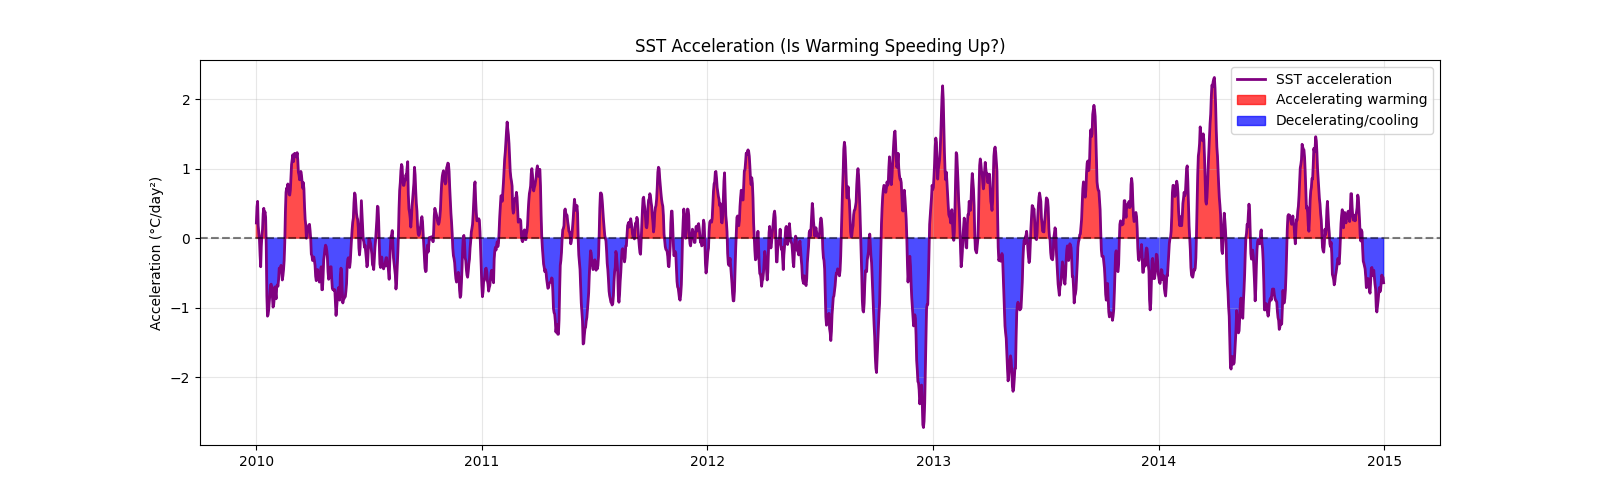 SST Acceleration (Is Warming Speeding Up?)
SST acceleration
Accelerating warming
Decelerating/cooling
Acceleration (°C/day²)
2
1
0
−1
−2
2010
2011
2012
2013
2014
2015